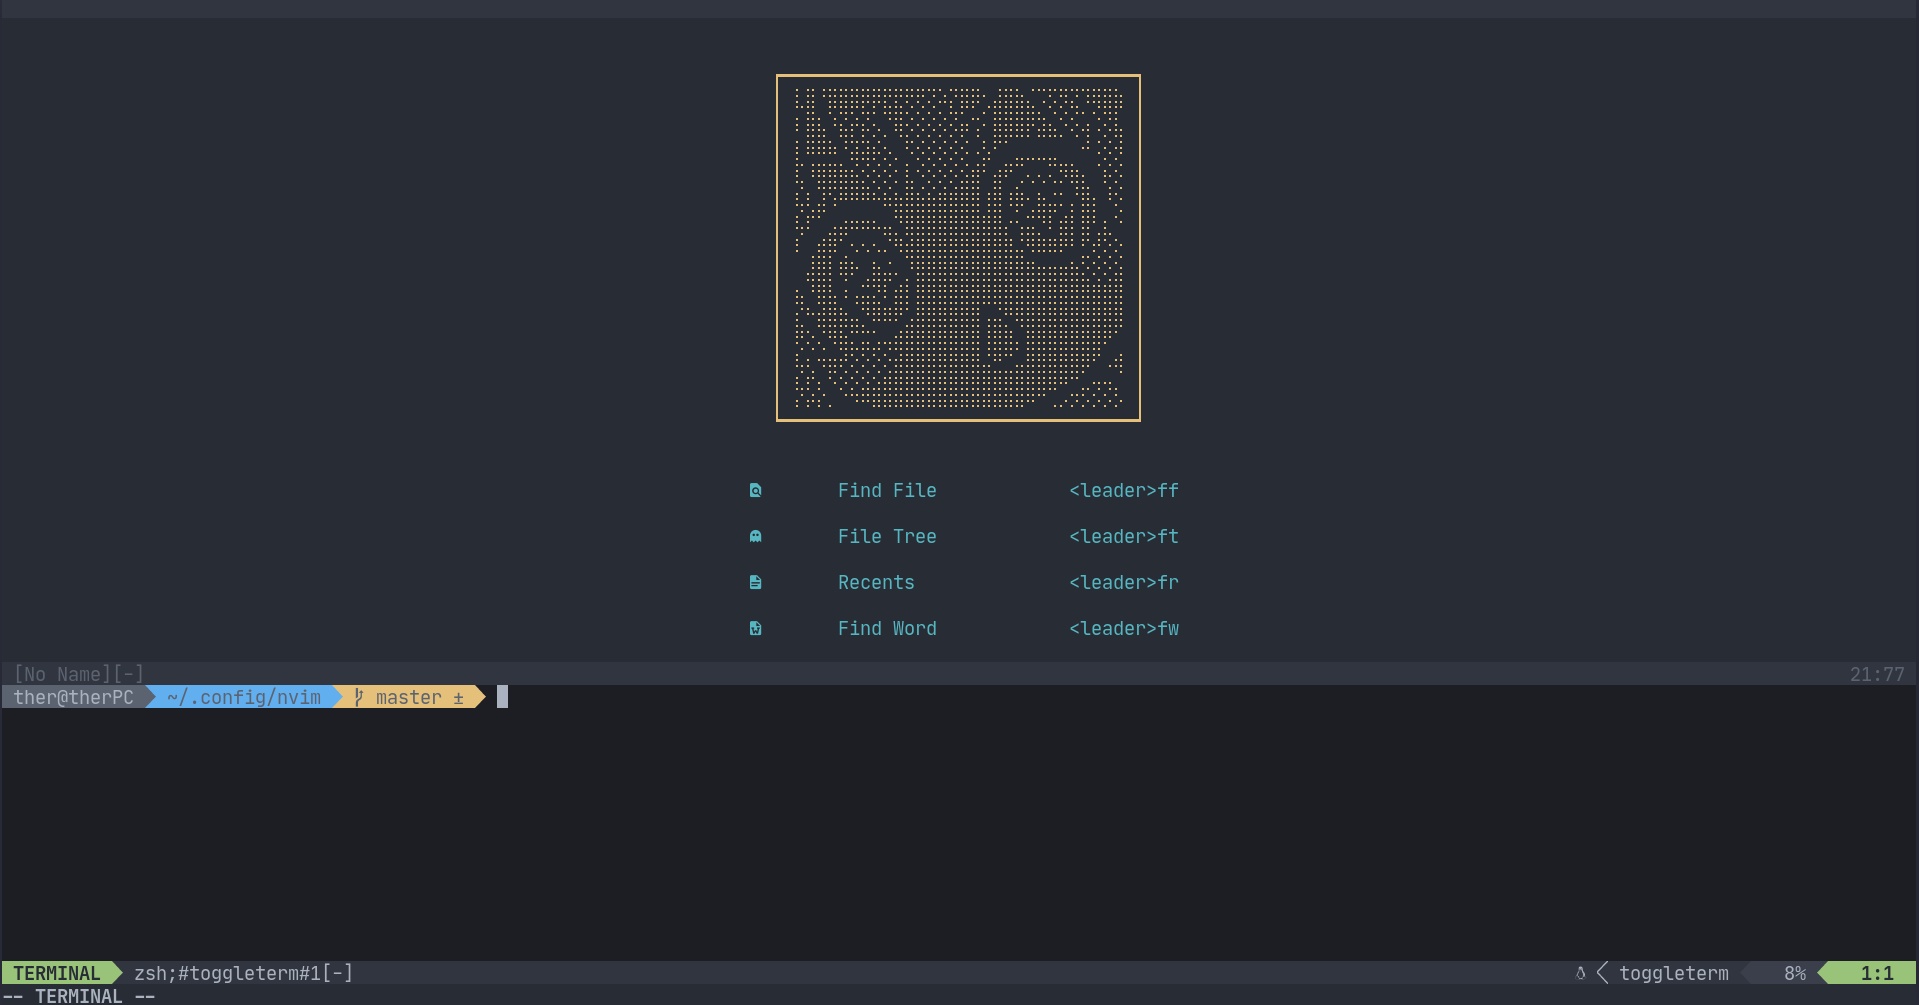 Find File <leader>ff
File Tree <leader>ft
Recents <leader>fr
Find Word <leader>fw
[No Name][-] 21:77
ther@therPC ~/.config/nvim master ±
TERMINAL zsh;#toggleterm#1[-] toggleterm 8% 1:1
-- TERMINAL --